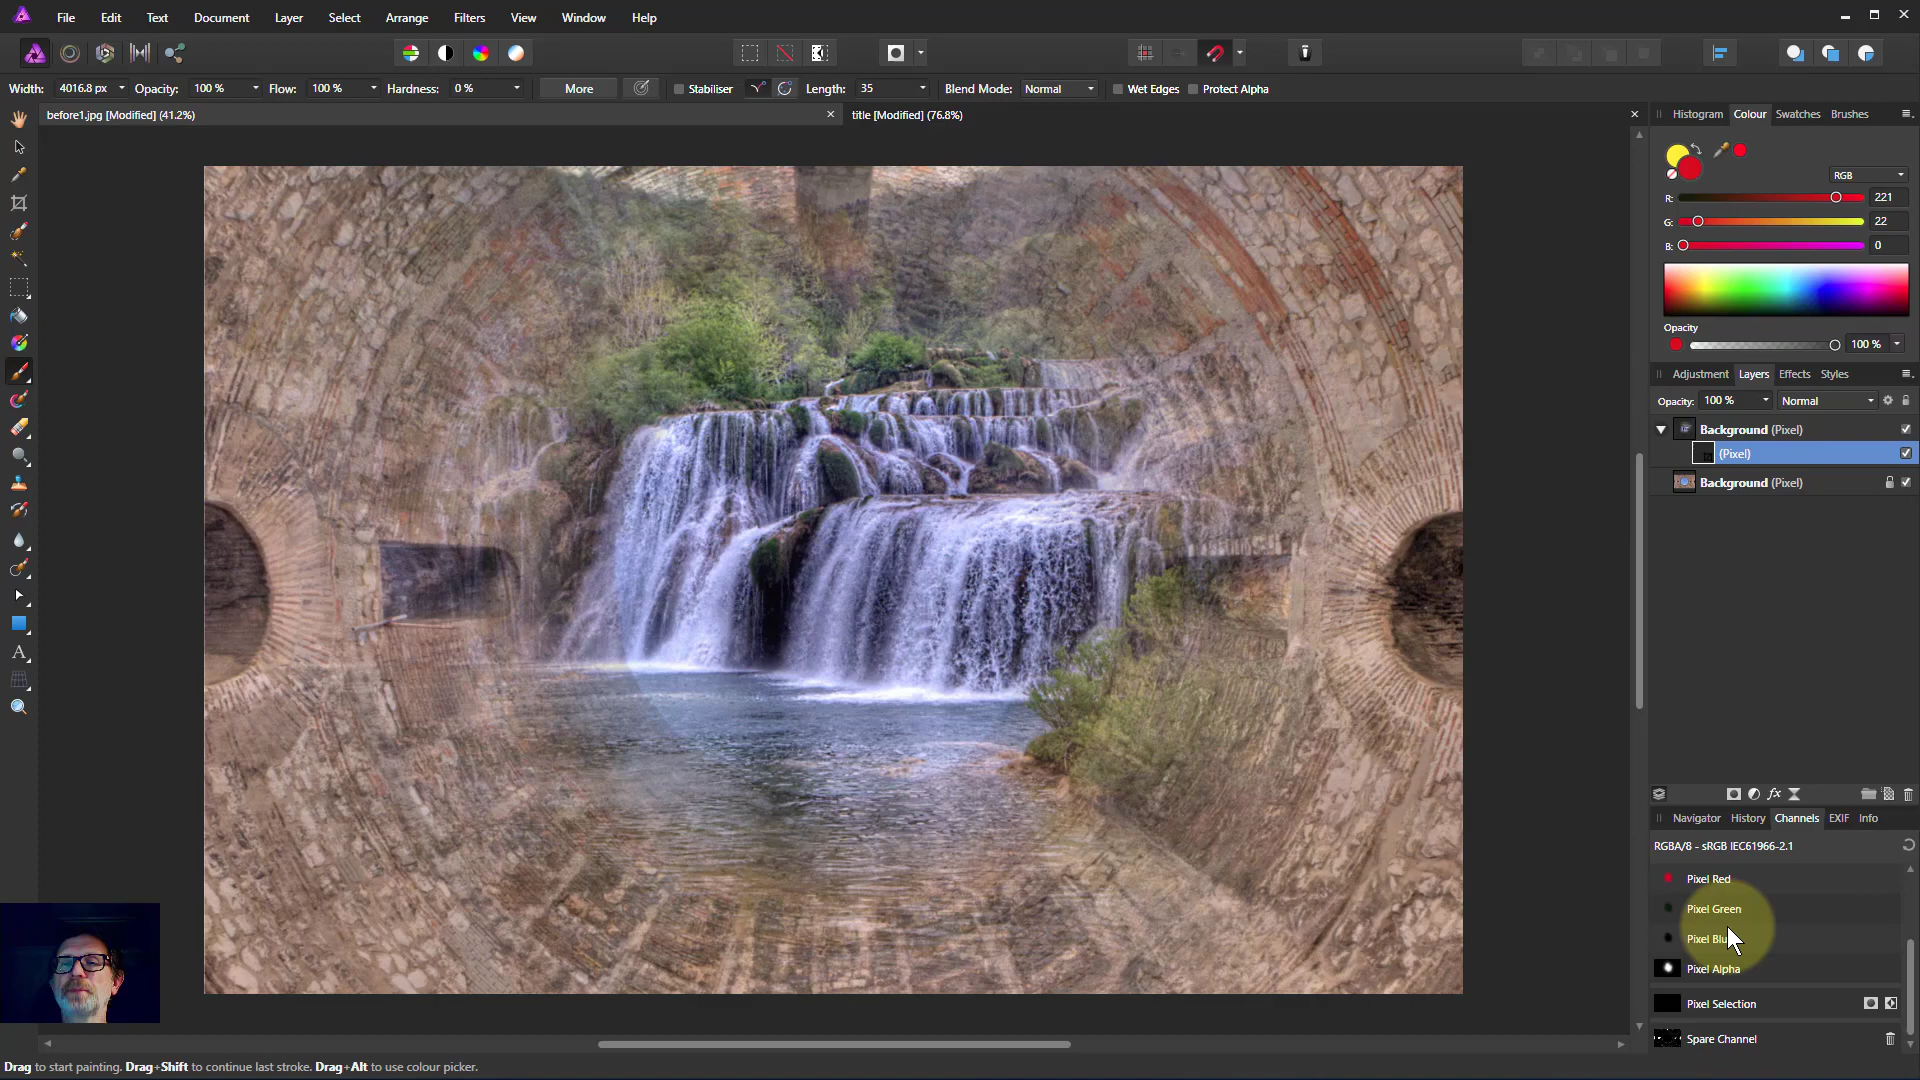 File Edit Text Document Layer Select Arrange Filters View Window Help
Width: 4016.8 px Opacity: 100 % Flow: 100 % Hardness: 0 % More Stabiliser Length: 35 Blend Mode: Normal Wet Edges Protect Alpha
before1.jpg [Modified] (41.2%) title [Modified] (76.8%)
Histogram Colour Swatches Brushes
RGB
R: 221
G: 22
B: 0
Opacity
100 %
Adjustment Layers Effects Styles
Opacity: 100 % Normal
Background (Pixel)
(Pixel)
Background (Pixel)
fx
Navigator History Channels EXIF Info
RGBA/8 - sRGB IEC61966-2.1
Pixel Red
Pixel Green
Pixel Blu
Pixel Alpha
Pixel Selection
Spare Channel
Drag to start painting. Drag+Shift to continue last stroke. Drag+Alt to use colour picker.